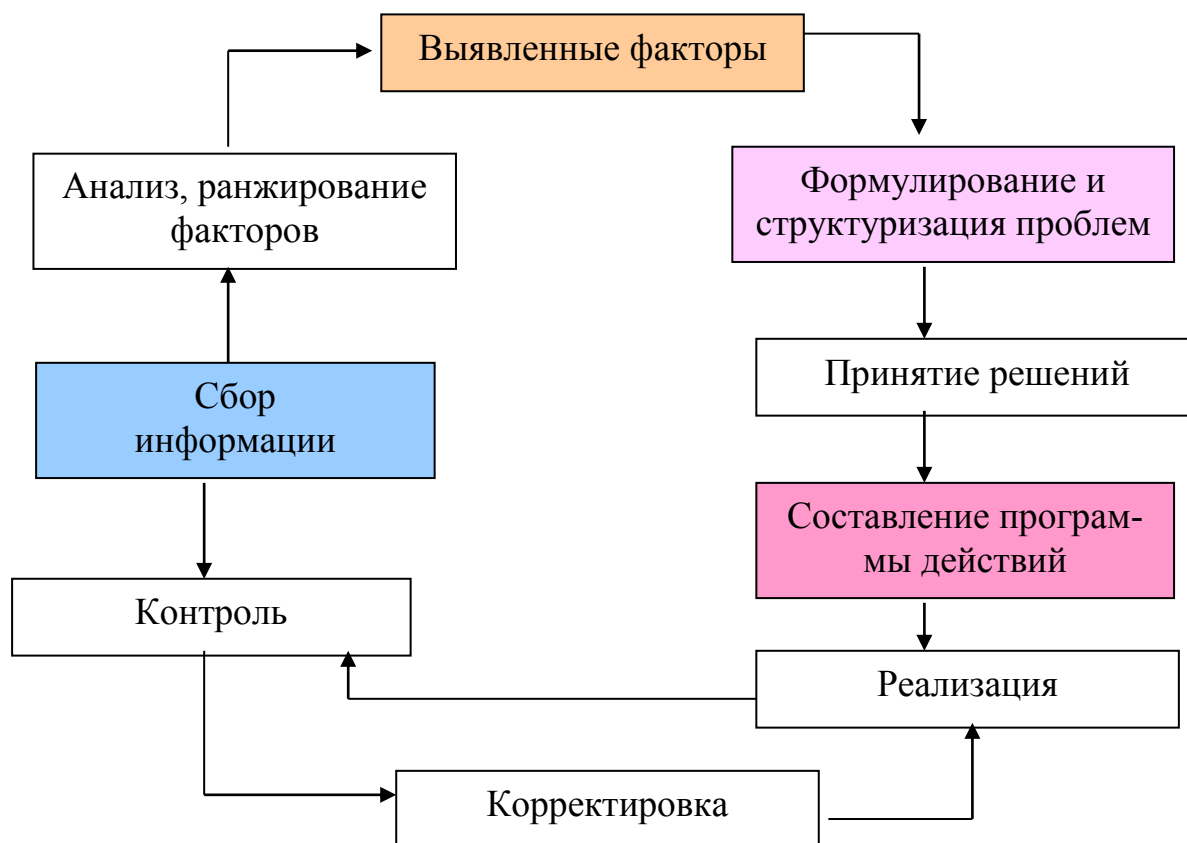 Выявленные факторы
Анализ, ранжирование
факторов
Формулирование и
структуризация проблем
Сбор
информации
Принятие решений
Составление програм-
мы действий
Контроль
Реализация
Корректировка